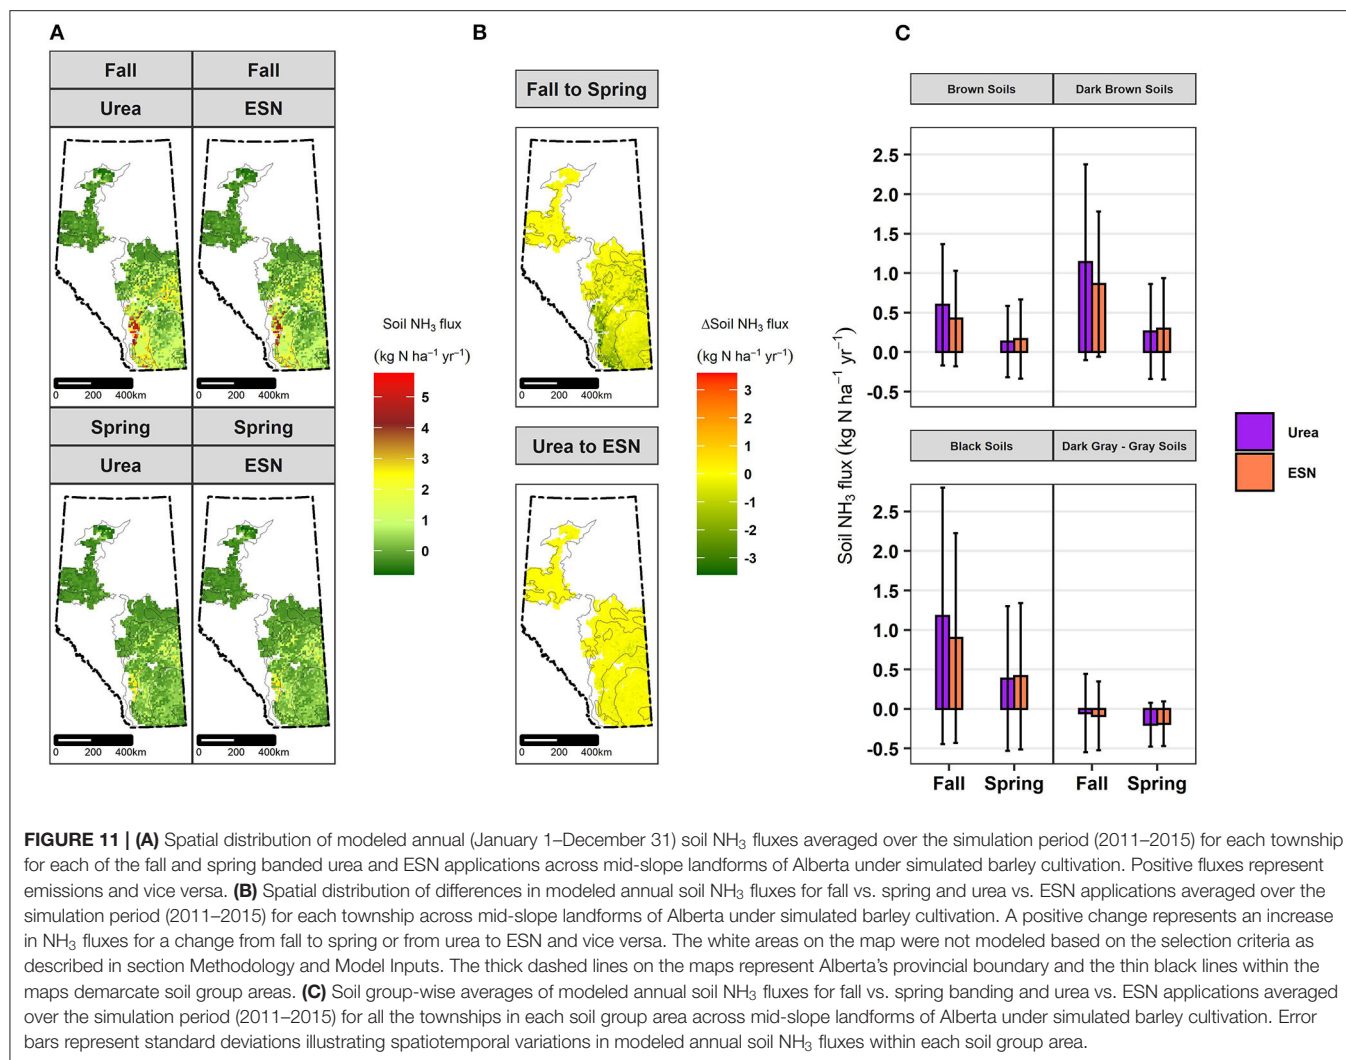 A
B
C
Fall
Fall
Urea
ESN
0 200 400km
0 200 400km
Spring
Spring
Urea
ESN
0 200 400km
0 200 400km
Soil NH₃ flux
(kg N ha⁻¹ yr⁻¹)
5
4
3
2
1
0
Fall to Spring
0 200 400km
Urea to ESN
0 200 400km
ΔSoil NH₃ flux
(kg N ha⁻¹ yr⁻¹)
3
2
1
0
-1
-2
-3
Soil NH₃ flux (kg N ha⁻¹ yr⁻¹)
Brown Soils
Dark Brown Soils
2.5
2.0
1.5
1.0
0.5
0.0
-0.5
Black Soils
Dark Gray - Gray Soils
2.5
2.0
1.5
1.0
0.5
0.0
-0.5
Fall Spring Fall Spring
Urea
ESN
FIGURE 11 | (A) Spatial distribution of modeled annual (January 1–December 31) soil NH₃ fluxes averaged over the simulation period (2011–2015) for each township
for each of the fall and spring banded urea and ESN applications across mid-slope landforms of Alberta under simulated barley cultivation. Positive fluxes represent
emissions and vice versa. (B) Spatial distribution of differences in modeled annual soil NH₃ fluxes for fall vs. spring and urea vs. ESN applications averaged over the
simulation period (2011–2015) for each township across mid-slope landforms of Alberta under simulated barley cultivation. A positive change represents an increase
in NH₃ fluxes for a change from fall to spring or from urea to ESN and vice versa. The white areas on the map were not modeled based on the selection criteria as
described in section Methodology and Model Inputs. The thick dashed lines on the maps represent Alberta's provincial boundary and the thin black lines within the
maps demarcate soil group areas. (C) Soil group-wise averages of modeled annual soil NH₃ fluxes for fall vs. spring banding and urea vs. ESN applications averaged
over the simulation period (2011–2015) for all the townships in each soil group area across mid-slope landforms of Alberta under simulated barley cultivation. Error
bars represent standard deviations illustrating spatiotemporal variations in modeled annual soil NH₃ fluxes within each soil group area.